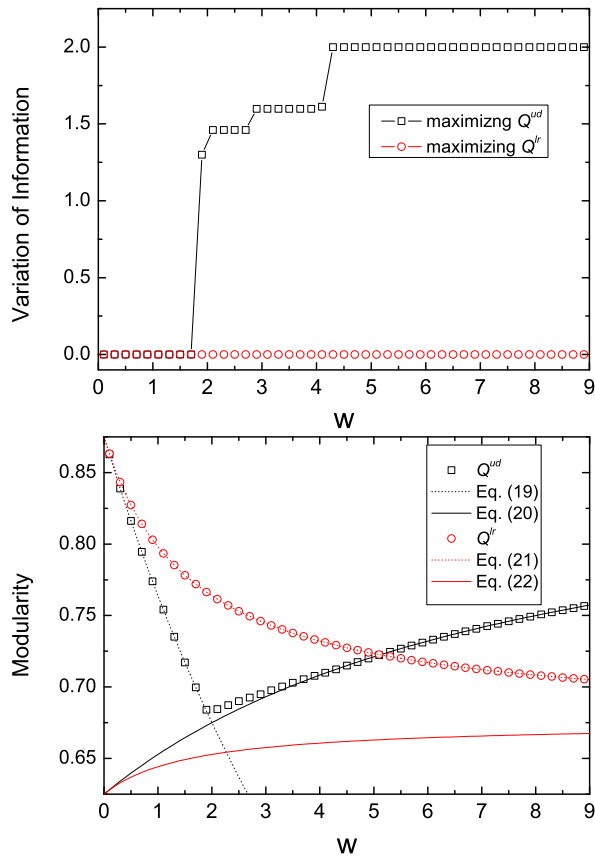 2.0
1.5
1.0
0.5
0.0
Variation of Information
maximizng Q^ud
maximizing Q^lr
0 1 2 3 4 5 6 7 8 9
w
0.85
0.80
0.75
0.70
0.65
Modularity
Q^ud
Eq. (19)
Eq. (20)
Q^lr
Eq. (21)
Eq. (22)
0 1 2 3 4 5 6 7 8 9
w